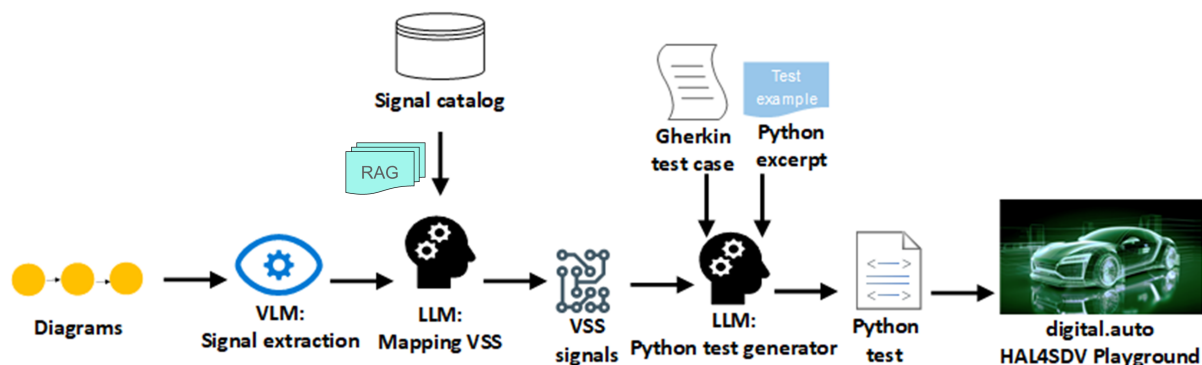 Signal catalog
RAG
Gherkin
test case
Test
example
Python
excerpt
Diagrams
VLM:
Signal extraction
LLM:
Mapping VSS
VSS
signals
LLM:
Python test generator
<—>
<—>
Python
test
digital.auto
HAL4SDV Playground